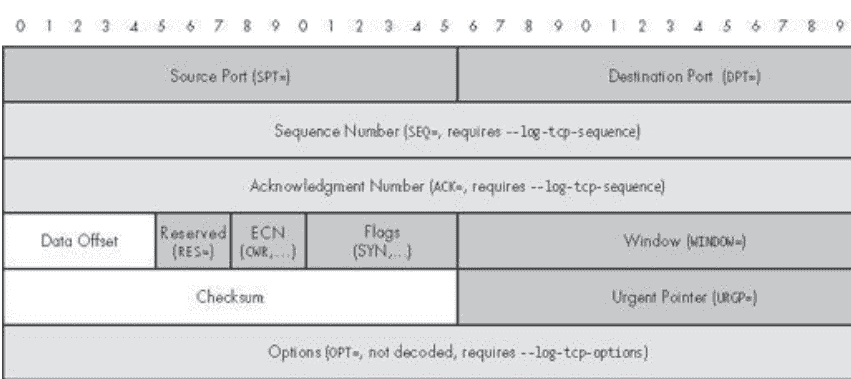 0 1 2 3 4 5 6 7 8 9 0 1 2 3 4 5 6 7 8 9 0 1 2 3 4 5 6 7 8 9
Source Port (SPT=) Destination Port (DPT=)
Sequence Number (SEQ=, requires --log-tcp-sequence)
Acknowledgment Number (ACK=, requires --log-tcp-sequence)
Data Offset Reserved ECN Flags Window (WINDOW=)
(RES=) (CWR,...) (SYN,...)
Checksum Urgent Pointer (URGP=)
Options (OPT=, not decoded, requires --log-tcp-options)